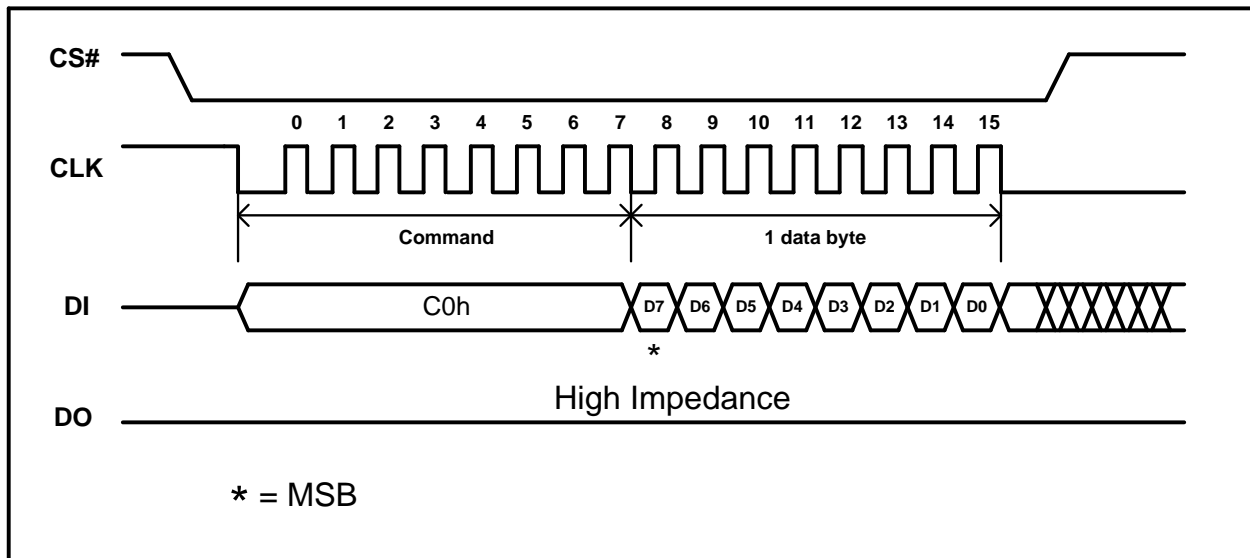 CS#
0 1 2 3 4 5 6 7 8 9 10 11 12 13 14 15
CLK
Command 1 data byte
DI C0h D7 D6 D5 D4 D3 D2 D1 D0
*
High Impedance
DO
* = MSB